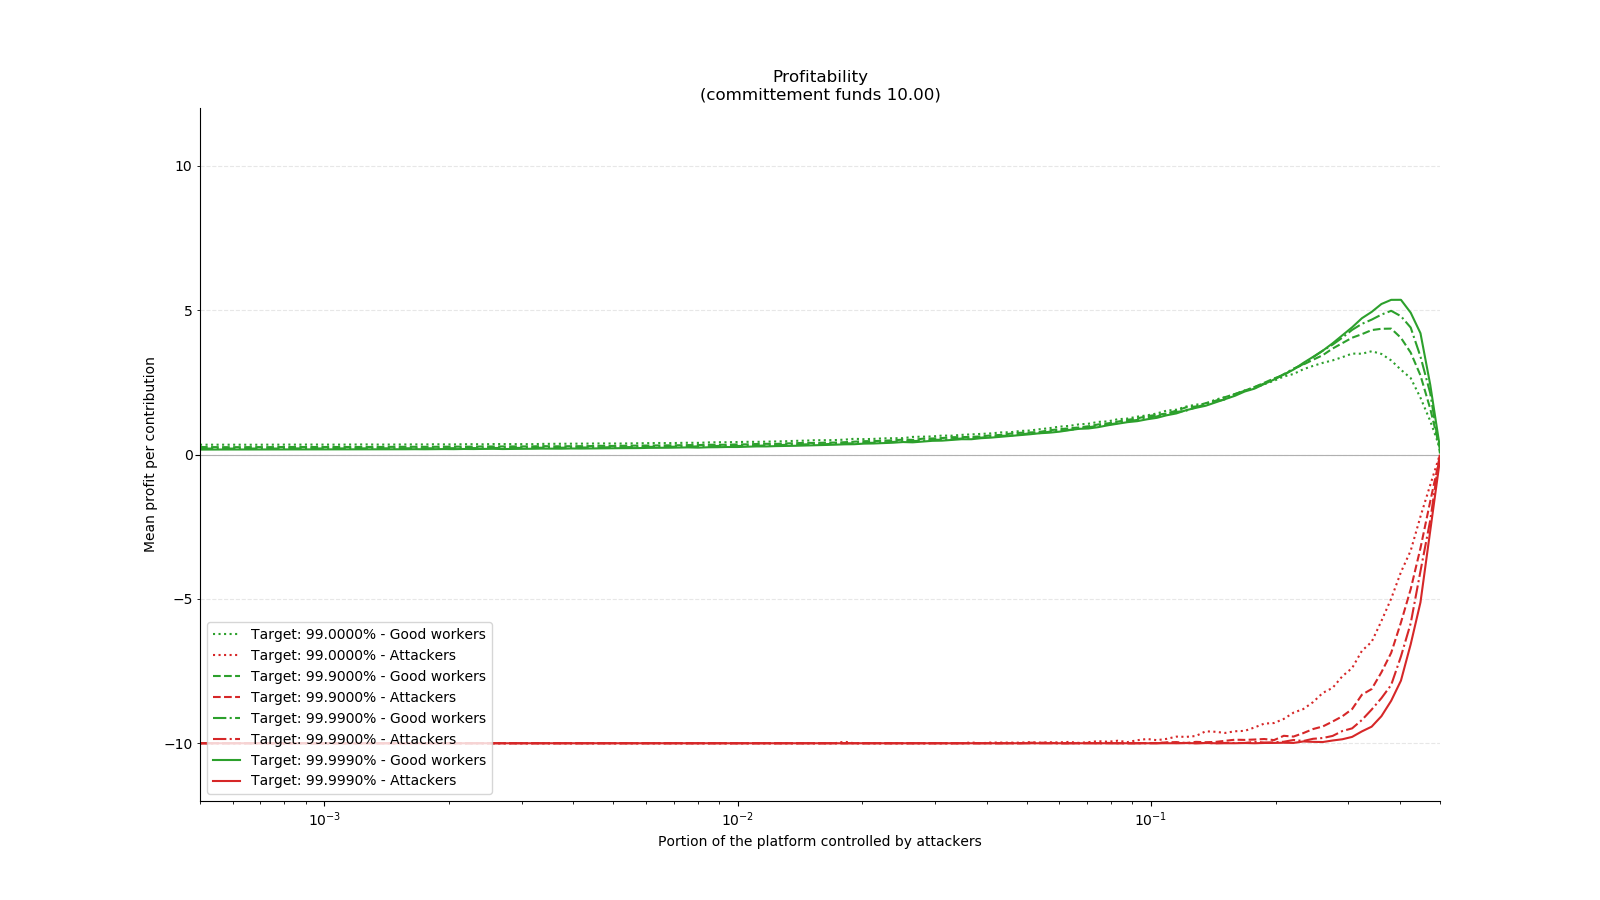 Profitability
(committement funds 10.00)
Mean profit per contribution
10
5
0
−5
−10
Target: 99.0000% - Good workers
Target: 99.0000% - Attackers
Target: 99.9000% - Good workers
Target: 99.9000% - Attackers
Target: 99.9900% - Good workers
Target: 99.9900% - Attackers
Target: 99.9990% - Good workers
Target: 99.9990% - Attackers
10⁻³ 10⁻² 10⁻¹
Portion of the platform controlled by attackers